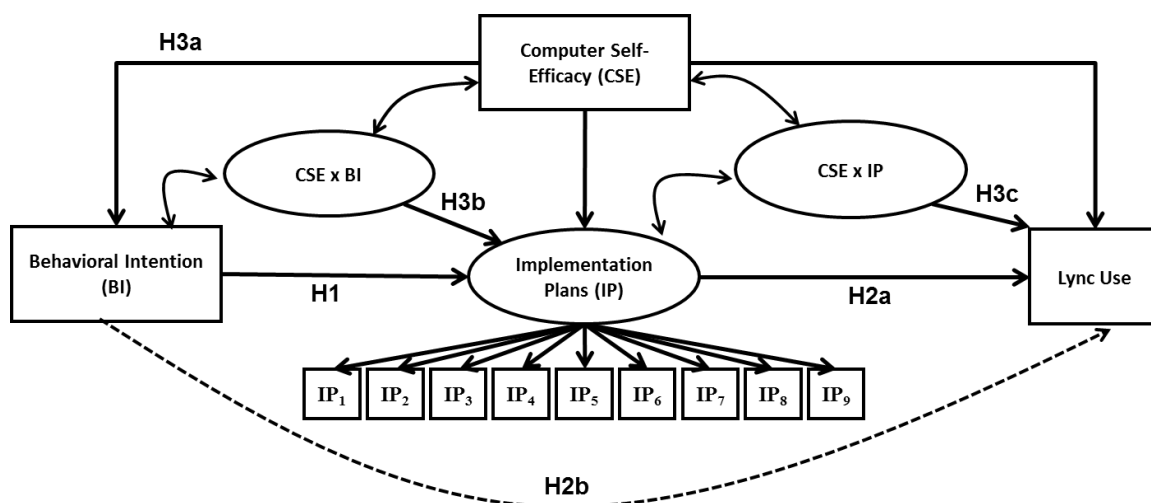 H3a
Computer Self-
Efficacy (CSE)
CSE x BI
CSE x IP
H3b
H3c
Behavioral Intention
(BI)
H1
Implementation
Plans (IP)
H2a
Lync Use
IP₁
IP₂
IP₃
IP₄
IP₅
IP₆
IP₇
IP₈
IP₉
H2b